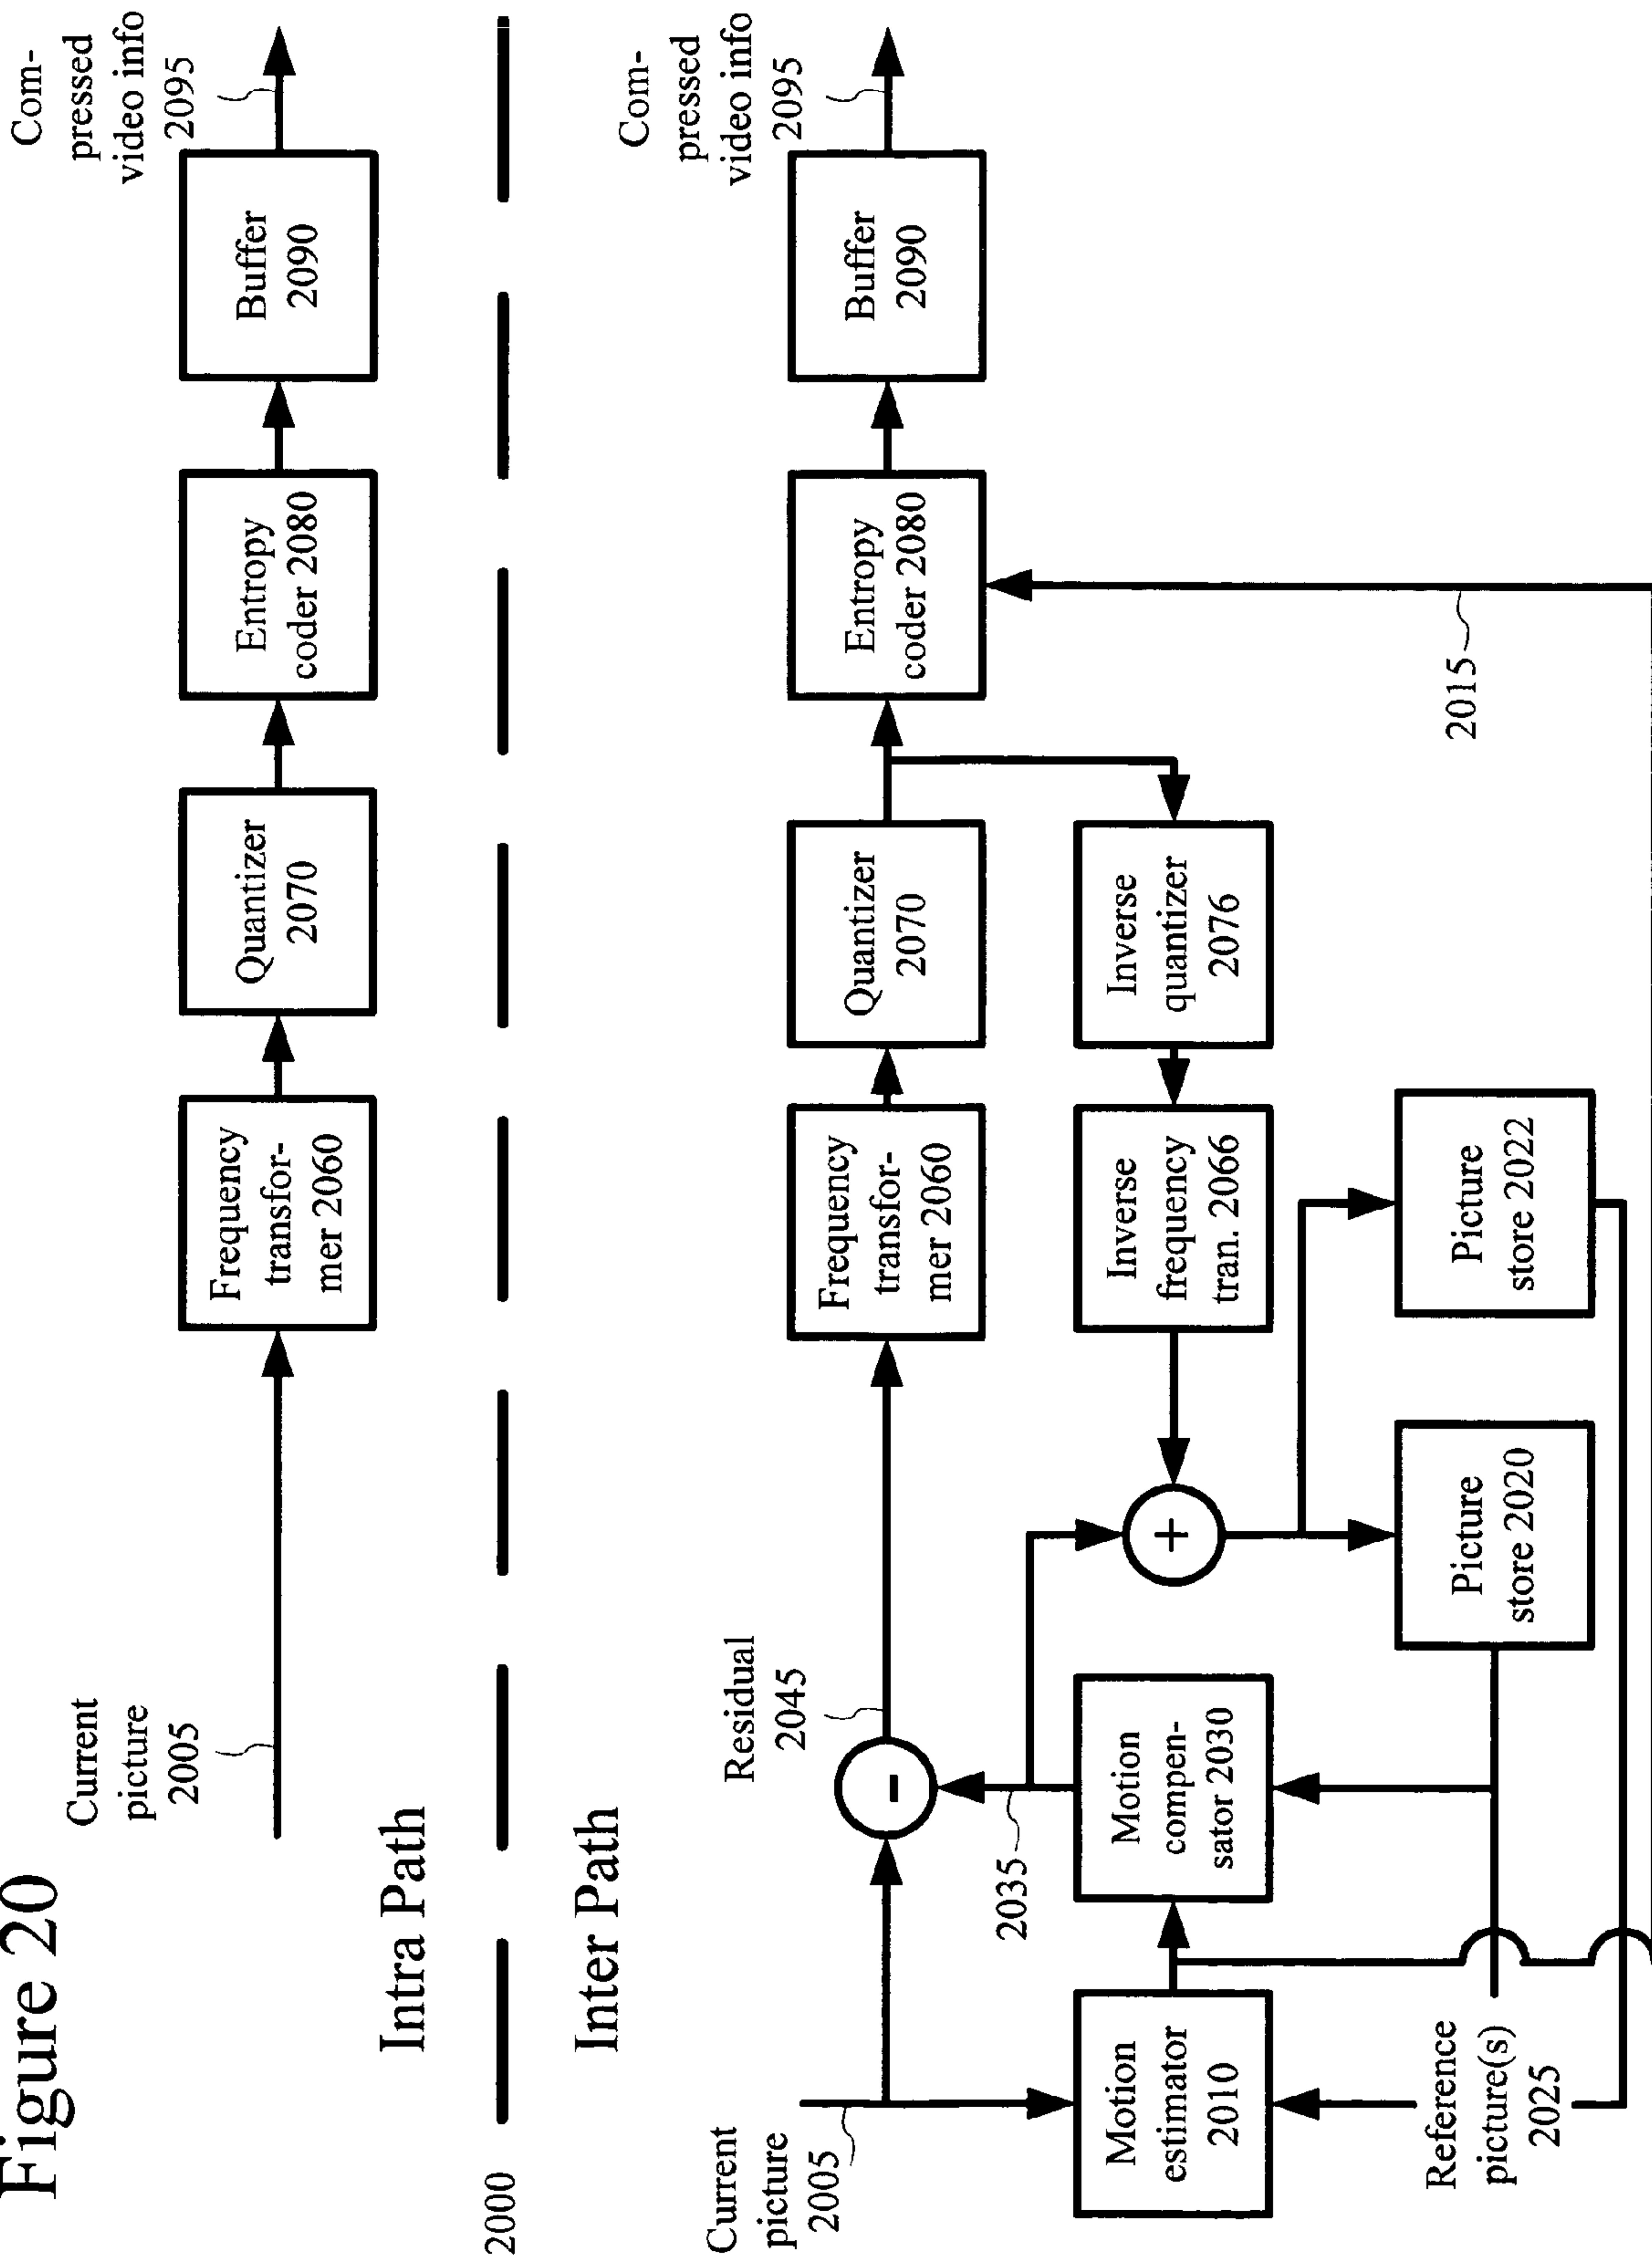 Figure 20
Current
picture
2005
Frequency
transfor-
mer 2060
Quantizer
2070
Entropy
coder 2080
Buffer
2090
Com-
pressed
video info
2095
Intra Path
2000
Inter Path
Current
picture
2005
Residual
2045
Frequency
transfor-
mer 2060
Quantizer
2070
Entropy
coder 2080
Buffer
2090
Com-
pressed
video info
2095
2035
-
Motion
estimator
2010
Motion
compen-
sator 2030
+
Inverse
frequency
tran. 2066
Inverse
quantizer
2076
2015
Reference
picture(s)
2025
Picture
store 2020
Picture
store 2022